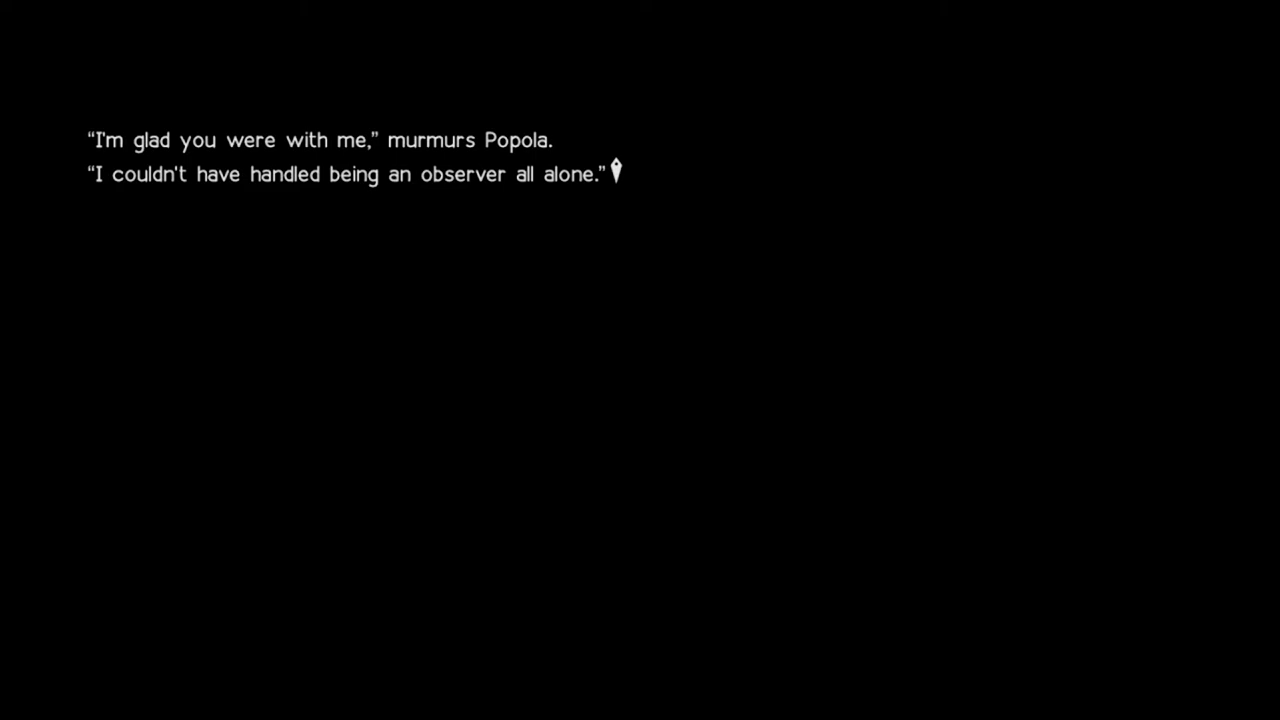 “I'm glad you were with me,” murmurs Popola.
“I couldn't have handled being an observer all alone.”